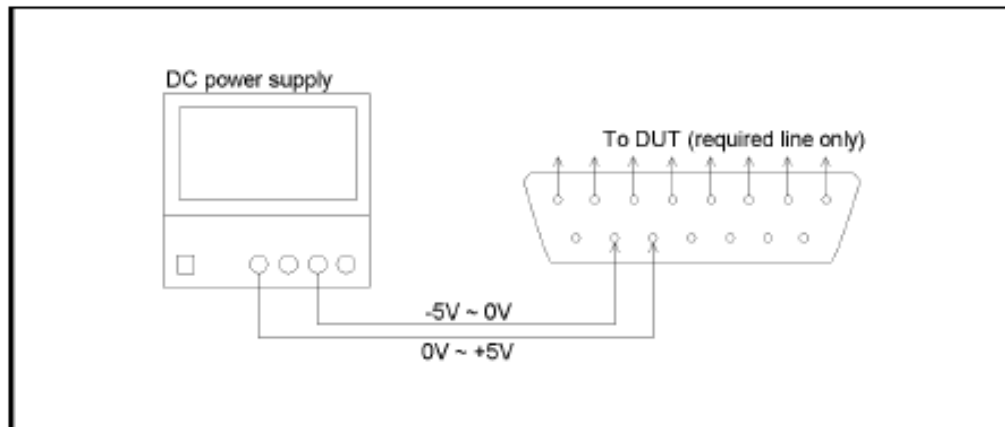 DC power supply
To DUT (required line only)
-5V ~ 0V
0V ~ +5V